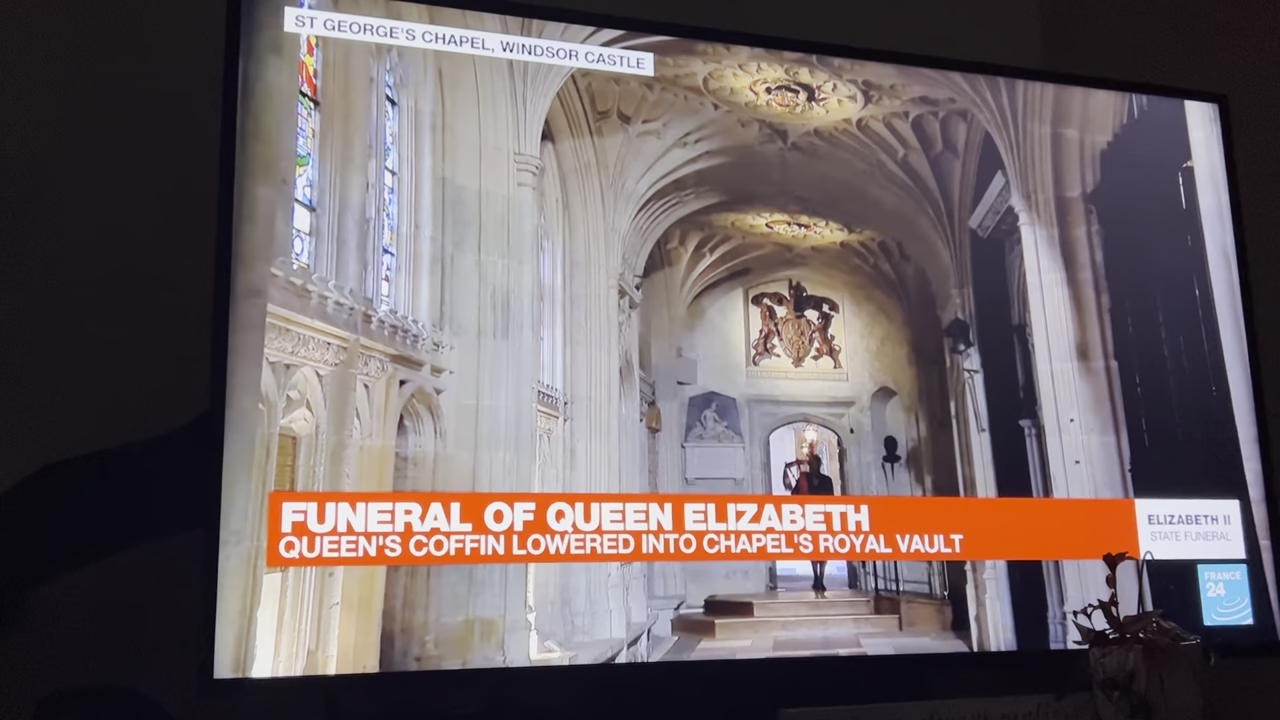 ST GEORGE'S CHAPEL, WINDSOR CASTLE
FUNERAL OF QUEEN ELIZABETH
QUEEN'S COFFIN LOWERED INTO CHAPEL'S ROYAL VAULT
ELIZABETH II
STATE FUNERAL
FRANCE
24